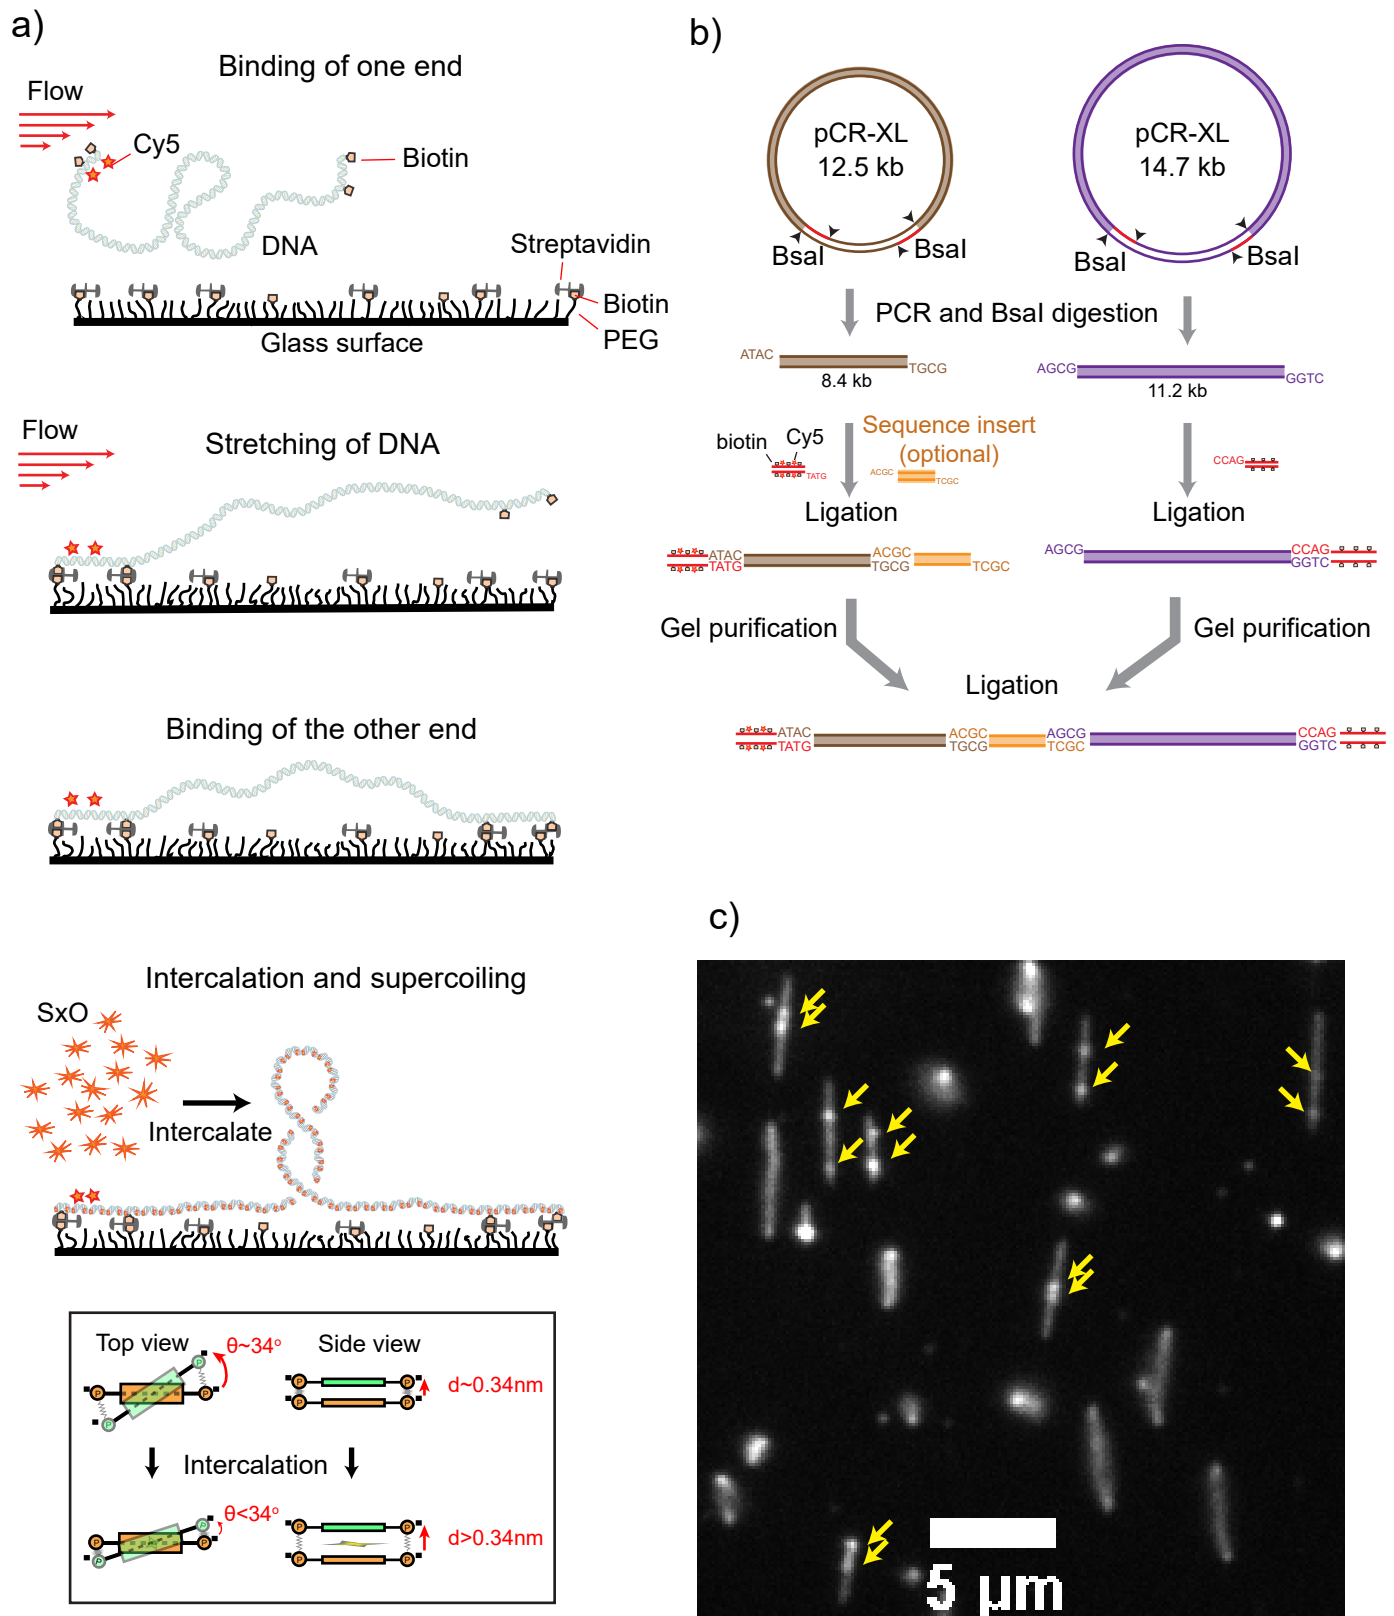 a)
Binding of one end
Flow
Cy5
Biotin
DNA
Streptavidin
Biotin
PEG
Glass surface
Flow
Stretching of DNA
Binding of the other end
Intercalation and supercoiling
SxO
Intercalate
Top view
θ~34°
Side view
d~0.34nm
P
P
P
P
P
P
P
P
Intercalation
θ<34°
d>0.34nm
P
P
P
P
P
P
P
P
b)
pCR-XL
12.5 kb
BsaI
BsaI
pCR-XL
14.7 kb
BsaI
BsaI
PCR and BsaI digestion
ATAC
TGCG
8.4 kb
AGCG
GGTC
11.2 kb
biotin
Cy5
TATG
Sequence insert
(optional)
ACGC
TCGC
CCAG
Ligation
Ligation
ATAC
TATG
ACGC
TGCG
TCGC
AGCG
CCAG
GGTC
Gel purification
Gel purification
Ligation
ATAC
TATG
ACGC
TGCG
AGCG
TCGC
CCAG
GGTC
c)
5 µm